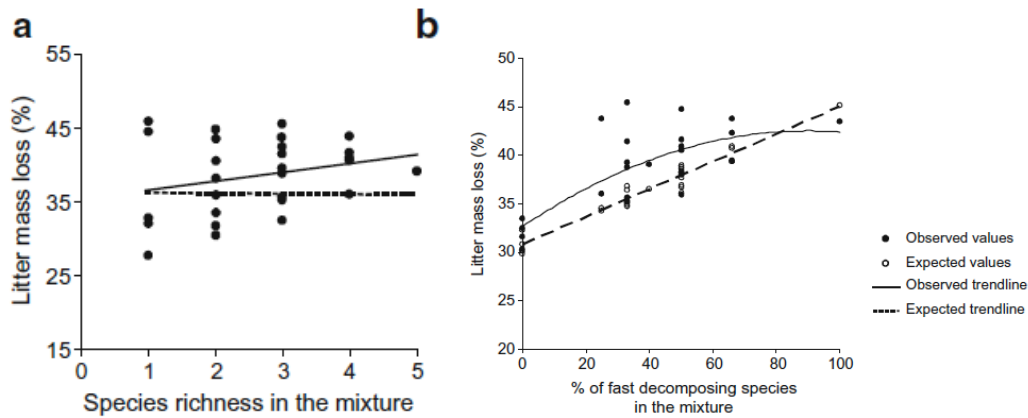 a
55
45
35
25
15
0
1
2
3
4
5
Litter mass loss (%)
Species richness in the mixture
b
50
45
40
35
30
25
20
0
20
40
60
80
100
Litter mass loss (%)
% of fast decomposing species
in the mixture
Observed values
Expected values
Observed trendline
Expected trendline